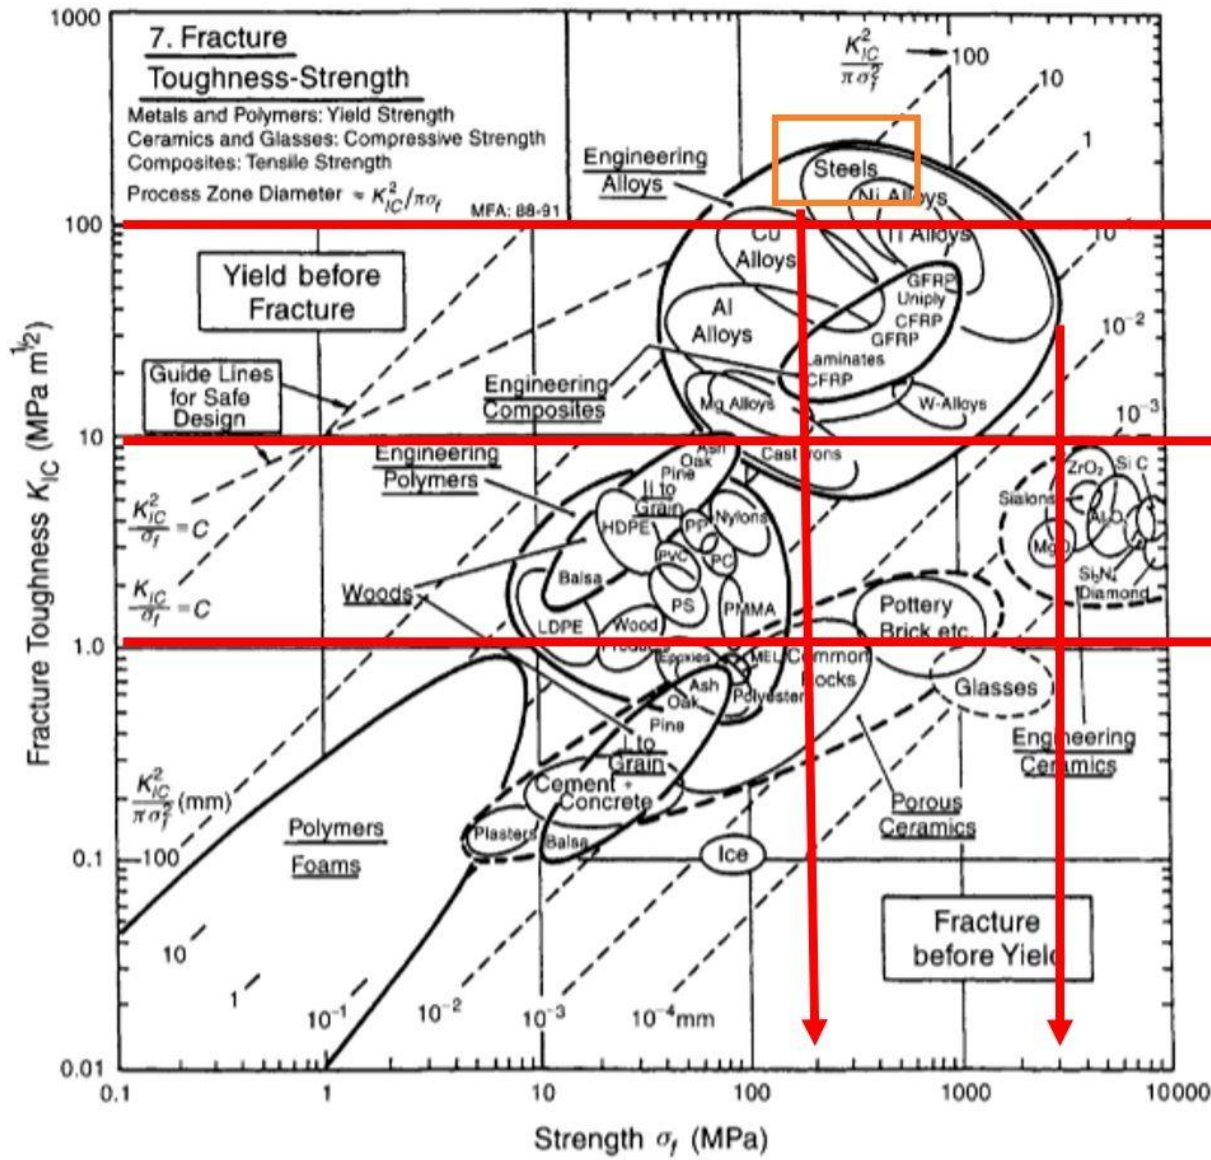 1000
7. Fracture
Toughness-Strength
Metals and Polymers: Yield Strength
Ceramics and Glasses: Compressive Strength
Composites: Tensile Strength
Process Zone Diameter ≈ K²IC/πσf
MFA: 88-91
K²IC/πσ²f
100
10
1
Engineering
Alloys
Steels
Ni Alloys
100
Cu
Alloys
Ti Alloys
10
Yield before
Fracture
GFRP
Uniply
CFRP
GFRP
Al
Alloys
10⁻²
Laminates
CFRP
Guide Lines
for Safe
Design
Engineering
Composites
Mg Alloys
W-Alloys
10⁻³
10
Engineering
Polymers
Ash
Oak
Pine
to
Grain
Cast Irons
ZrO₂
Si C
Sialons
Al₂O₃
MgO
Si₃N₄
Diamond
K²IC/σf = C
KIC/σf = C
HDPE
PP
Nylons
PVC
PC
Woods
Balsa
PS
PMMA
LDPE
Wood
Products
Pottery
Brick etc.
1.0
Epoxies
MEL
Common
Rocks
Ash
Oak
Pine
Polyester
Glasses
⊥ to
Grain
Engineering
Ceramics
K²IC/πσ²f (mm)
Cement +
Concrete
Porous
Ceramics
Polymers
Foams
Plasters
Balsa
Ice
100
0.1
Fracture
before Yield
10
1
10⁻¹
10⁻²
10⁻³
10⁻⁴mm
0.01
0.1
1
10
100
1000
10000
Fracture Toughness KIC (MPa m½)
Strength σf (MPa)